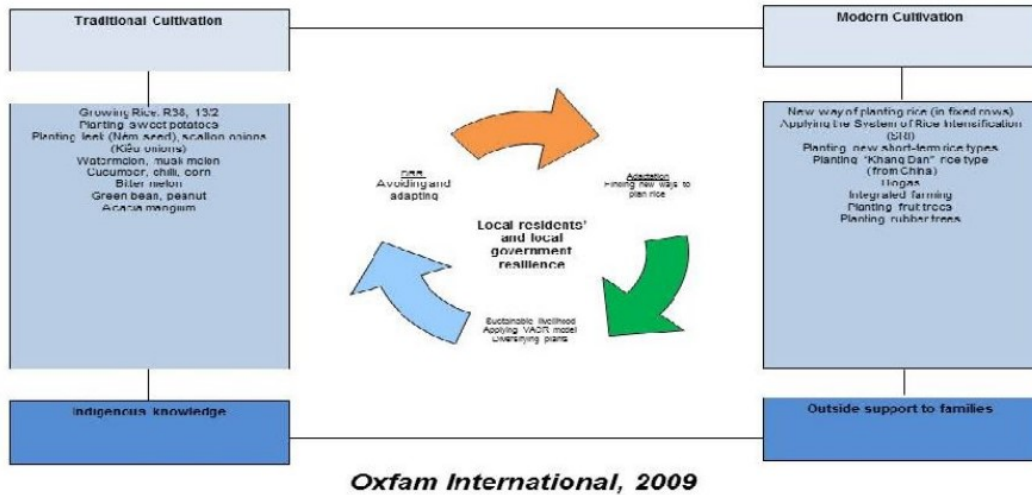 Traditional Cultivation
Growing Rice: R38, 13/2
Planting sweet potatoes
Planting leek (Ném seed), scallion onions
(Kiệu onions)
Watermelon, musk melon
Cucumber, chilli, corn
Bitter melon
Green bean, peanut
Acacia mangium
Indigenous knowledge
DRR
Avoiding and
adapting
Adaptation
Finding new ways to
plan rice
Local residents'
and local
government
resilience
Sustainable livelihood
Applying VACR model
Diversifying plants
Modern Cultivation
New way of planting rice (in fixed rows)
Applying the System of Rice Intensification
(SRI)
Planting new short-term rice types
Planting "Khang Dan" rice type
(from China)
Biogas
Integrated farming
Planting fruit trees
Planting rubber trees
Outside support to families
Oxfam International, 2009